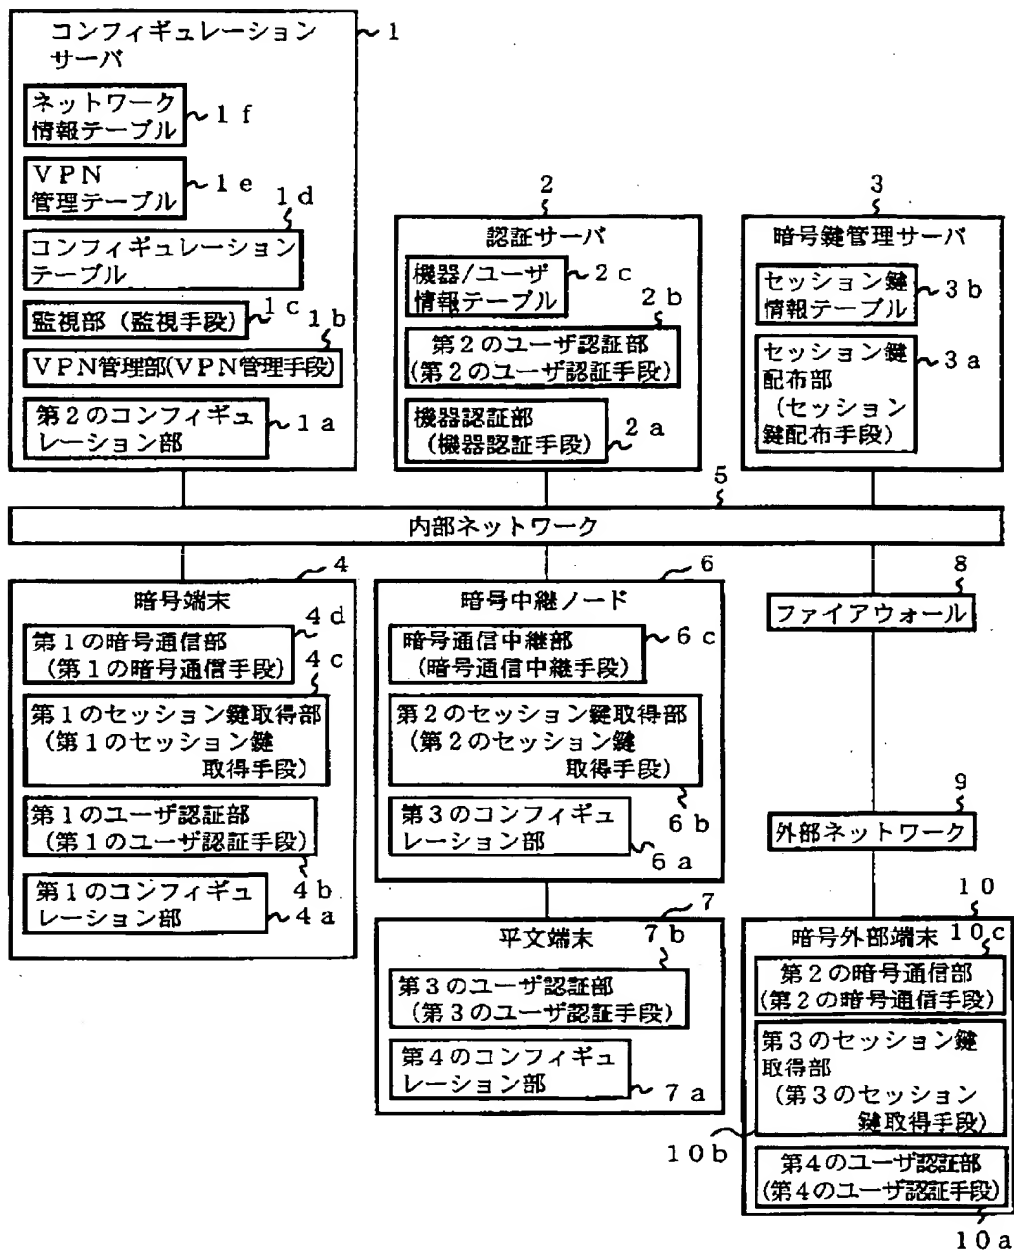 コンフィギュレーション
サーバ
1
ネットワーク
情報テーブル
1f
VPN
管理テーブル
1e
1d
コンフィギュレーション
テーブル
監視部(監視手段)
1c
1b
VPN管理部(VPN管理手段)
第2のコンフィギュ
レーション部
1a
2
認証サーバ
機器/ユーザ
情報テーブル
2c
2b
第2のユーザ認証部
(第2のユーザ認証手段)
機器認証部
(機器認証手段)
2a
3
暗号鍵管理サーバ
セッション鍵
情報テーブル
3b
セッション鍵
配布部
(セッション
鍵配布手段)
3a
5
内部ネットワーク
4
暗号端末
4d
第1の暗号通信部
(第1の暗号通信手段)
4c
第1のセッション鍵取得部
(第1のセッション鍵
取得手段)
第1のユーザ認証部
(第1のユーザ認証手段)
4b
第1のコンフィギュ
レーション部
4a
6
暗号中継ノード
暗号通信中継部
(暗号通信中継手段)
6c
第2のセッション鍵取得部
(第2のセッション鍵
取得手段)
6b
第3のコンフィギュ
レーション部
6a
8
ファイアウォール
9
外部ネットワーク
7
平文端末
7b
第3のユーザ認証部
(第3のユーザ認証手段)
第4のコンフィギュ
レーション部
7a
10
暗号外部端末
10c
第2の暗号通信部
(第2の暗号通信手段)
第3のセッション鍵
取得部
(第3のセッション
鍵取得手段)
10b
第4のユーザ認証部
(第4のユーザ認証手段)
10a